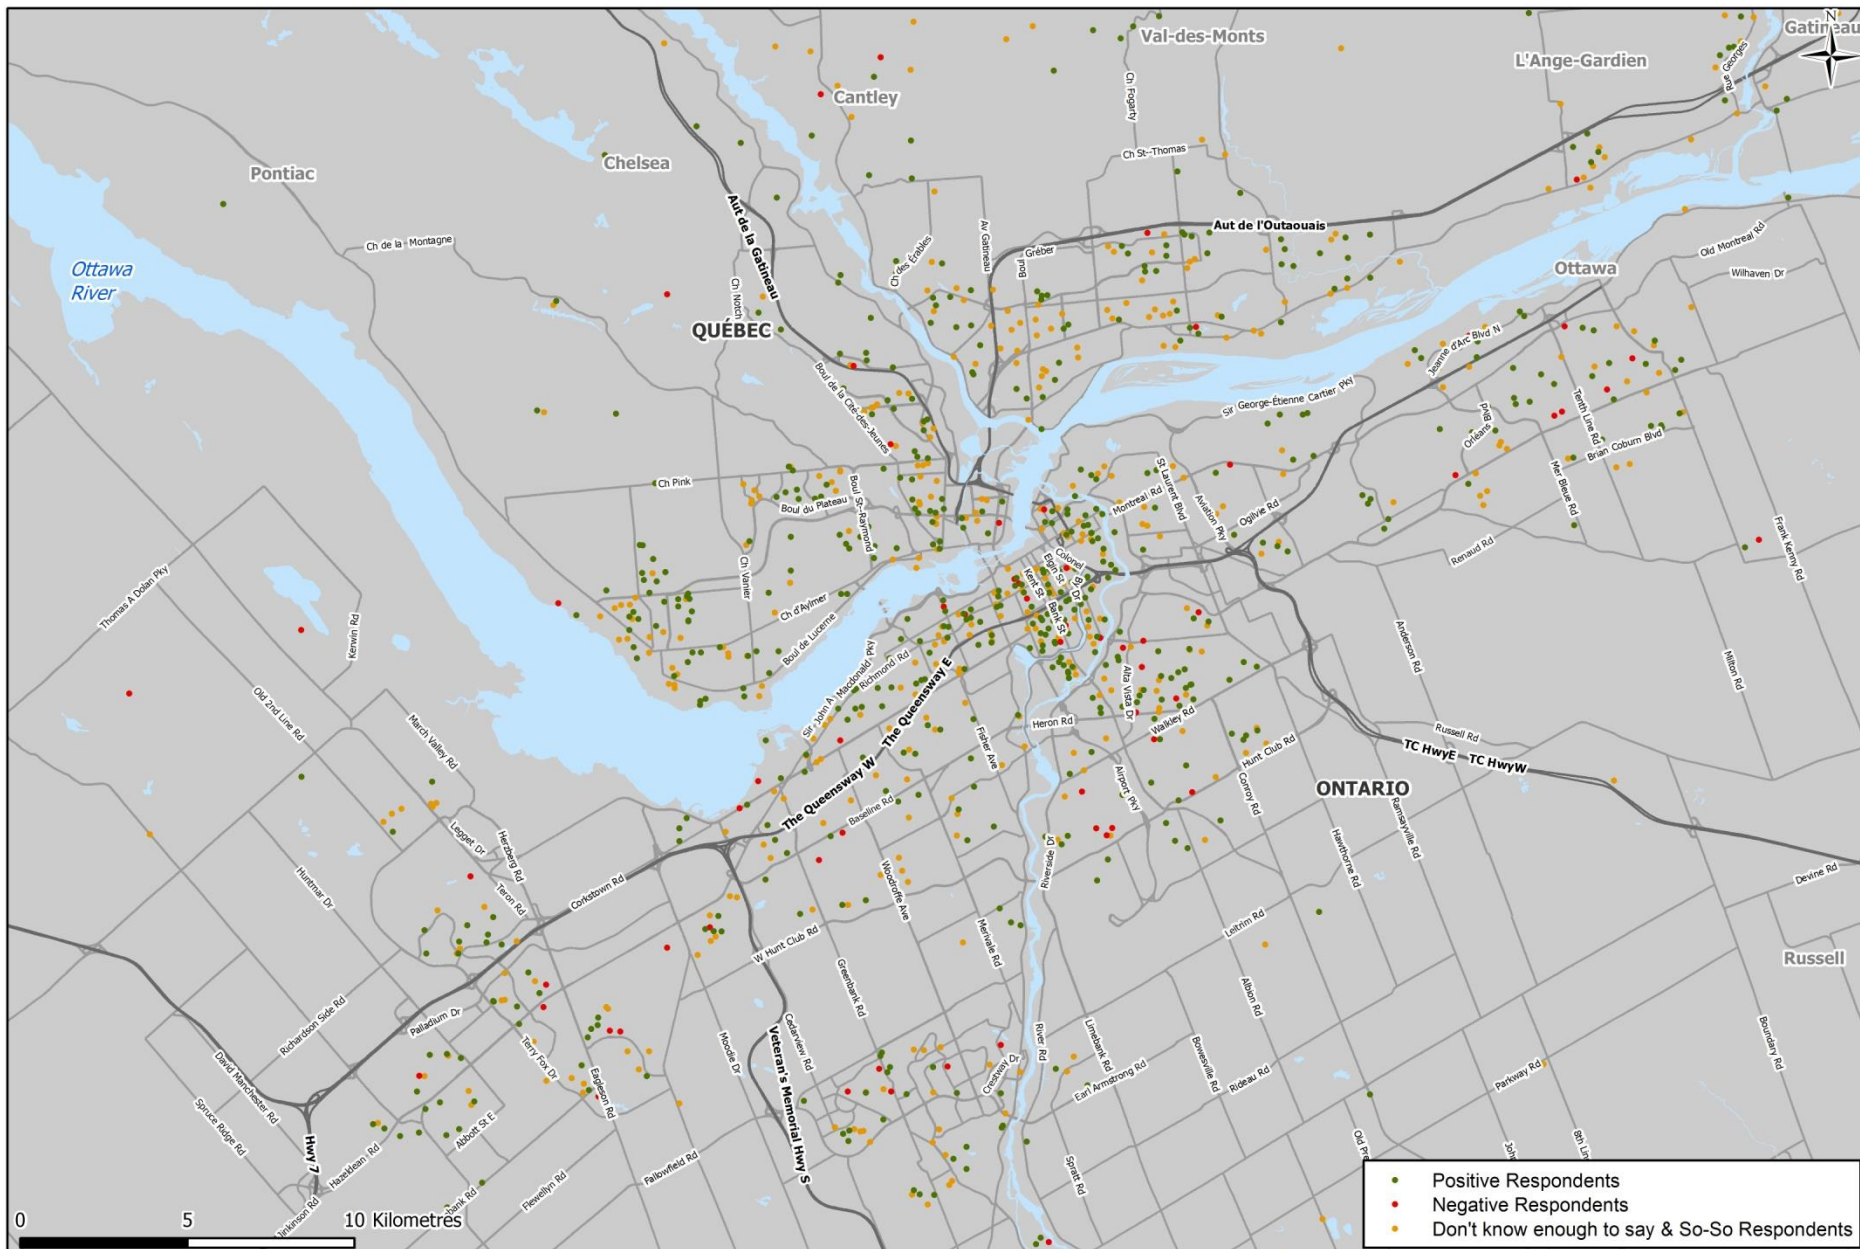 N
Gatineau
Val-des-Monts
L'Ange-Gardien
Rue Georges
Cantley
Ch Fogarty
Ch St--Thomas
Chelsea
Pontiac
Aut de la Gatineau
Aut de l'Outaouais
Av Gatineau
Ch des Érables
Boul
Gréber
Ch de la Montagne
Old Montreal Rd
Wilhaven Dr
Ottawa
Ottawa
River
Ch Notch
QUÉBEC
Jeanne d'Arc Blvd N
Boul de la Cité-des-Jeunes
Sir George-Étienne Cartier Pky
Tenth Line Rd
Orléans
Blvd
Brian Coburn Blvd
Mer Bleue Rd
Ch Pink
Boul du Plateau
Boul St--Raymond
Montreal Rd
St Laurent Blvd
Aviation Pky
Ogilvie Rd
Renaud Rd
Frank Kenny Rd
Colonel
By Dr
Elgin St
Kent St
Bank St
Ch Vanier
Ch d'Aylmer
Boul de Lucerne
Thomas A Dolan Pky
Kerwin Rd
Anderson Rd
Milton Rd
Sir John A Macdonald Pky
Richmond Rd
The Queensway E
Alta Vista Dr
Old 2nd Line Rd
March Valley Rd
Heron Rd
Walkley Rd
Fisher Ave
Hunt Club Rd
Russell Rd
TC HwyE
TC HwyW
The Queensway W
Airport Pky
Conroy Rd
ONTARIO
Ramsayville Rd
Baseline Rd
Legget Dr
Herzberg Rd
Riverside Dr
Hawthorne Rd
Huntmar Dr
Teron Rd
Corkstown Rd
Woodroffe Ave
Devine Rd
W Hunt Club Rd
Merivale Rd
Leitrim Rd
Russell
Greenbank Rd
Albion Rd
Richardson Side Rd
Palladium Dr
Terry Fox Dr
Moodie Dr
Cedarview Rd
Veteran's Memorial Hwy S
River Rd
Limebank Rd
Bowesville Rd
Boundary Rd
David Manchester Rd
Eagleson Rd
Crestway Dr
Earl Armstrong Rd
Rideau Rd
Parkway Rd
Spruce Ridge Rd
Abbott St E
Hwy 7
Hazeldean Rd
Fallowfield Rd
Flewellyn Rd
Spratt Rd
8th Lin
Jinkinson Rd
bank Rd
Old Pre
John
Positive Respondents
Negative Respondents
Don't know enough to say & So-So Respondents
0 5 10 Kilometres